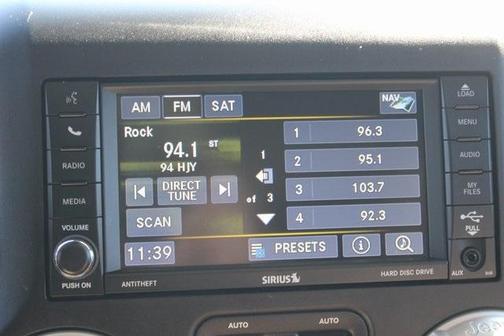 AM FM SAT NAV
Rock
94.1 ST
94 HJY
DIRECT TUNE
SCAN
11:39
1
of 3
1 96.3
2 95.1
3 103.7
4 92.3
PRESETS
RADIO
MEDIA
VOLUME
PUSH ON
ANTITHEFT
SIRIUS
HARD DISC DRIVE
LOAD
MENU
AUDIO
MY FILES
PULL
AUX
AUTO
AUTO